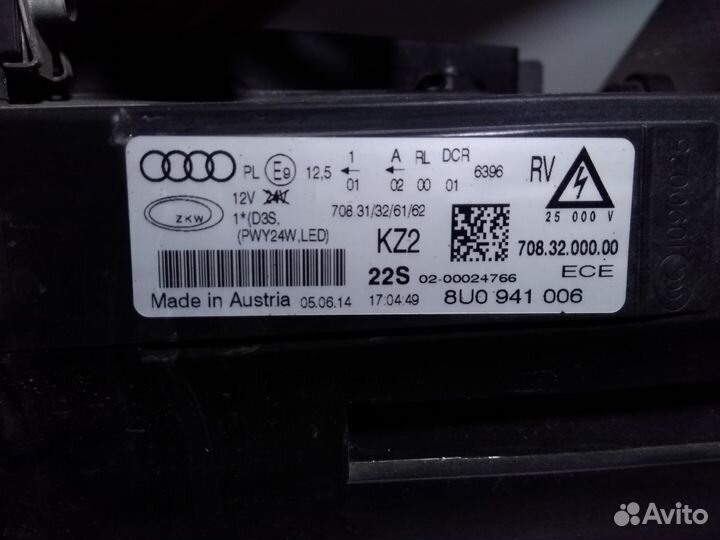 PL E9 12,5 1 A RL DCR 6396 RV
01 02 00 01
12V 24V
ZKW
1*(D3S, 708.31/32/61/62
(PWY24W,LED)
25 000 V
KZ2 708.32.000.00
22S 02-00024766 ECE
Made in Austria 05.06.14 17:04:49 8U0 941 006
Avito